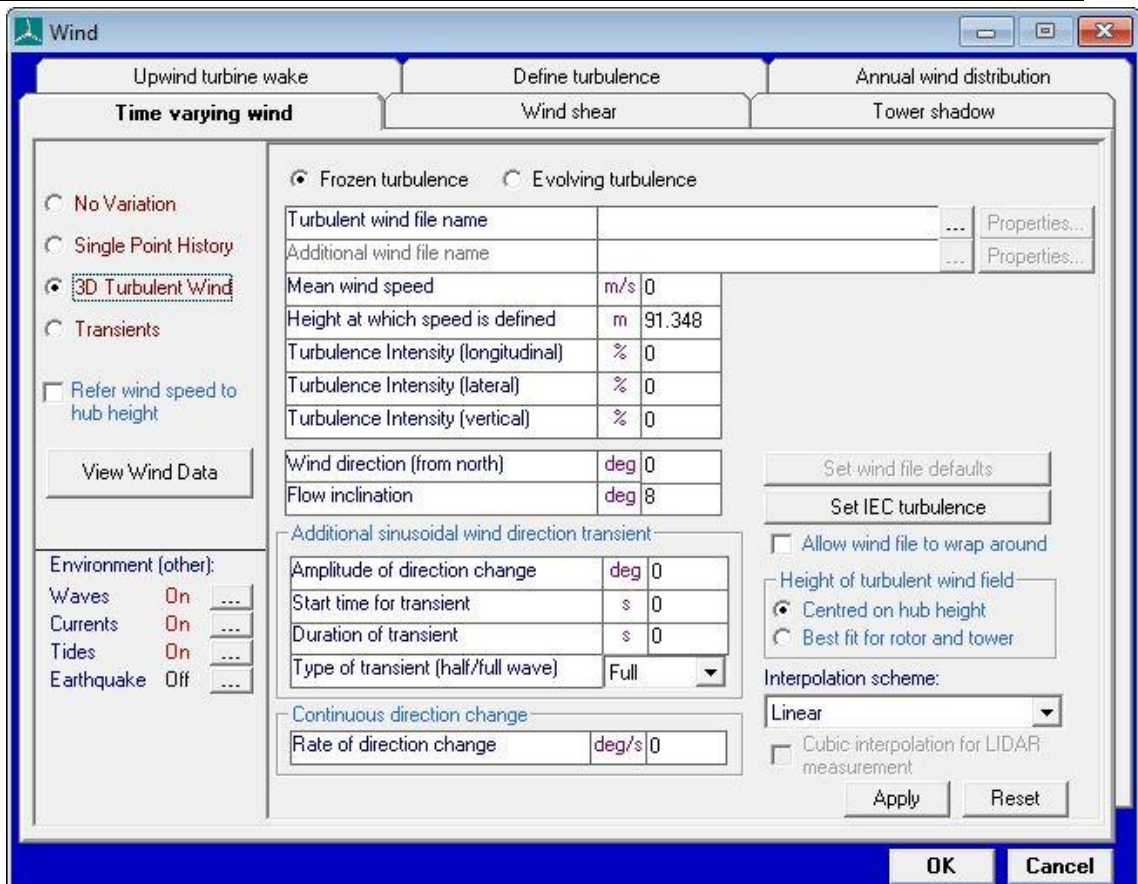 Wind
Upwind turbine wake
Define turbulence
Annual wind distribution
Time varying wind
Wind shear
Tower shadow
No Variation
Single Point History
3D Turbulent Wind
Transients
Refer wind speed to
hub height
View Wind Data
Environment (other):
Waves On ...
Currents On ...
Tides On ...
Earthquake Off ...
Frozen turbulence
Evolving turbulence
Turbulent wind file name ... Properties...
Additional wind file name ... Properties...
Mean wind speed m/s 0
Height at which speed is defined m 91.348
Turbulence Intensity (longitudinal) % 0
Turbulence Intensity (lateral) % 0
Turbulence Intensity (vertical) % 0
Wind direction (from north) deg 0
Flow inclination deg 8
Additional sinusoidal wind direction transient
Amplitude of direction change deg 0
Start time for transient s 0
Duration of transient s 0
Type of transient (half/full wave) Full
Continuous direction change
Rate of direction change deg/s 0
Set wind file defaults
Set IEC turbulence
Allow wind file to wrap around
Height of turbulent wind field
Centred on hub height
Best fit for rotor and tower
Interpolation scheme:
Linear
Cubic interpolation for LIDAR
measurement
Apply
Reset
OK
Cancel